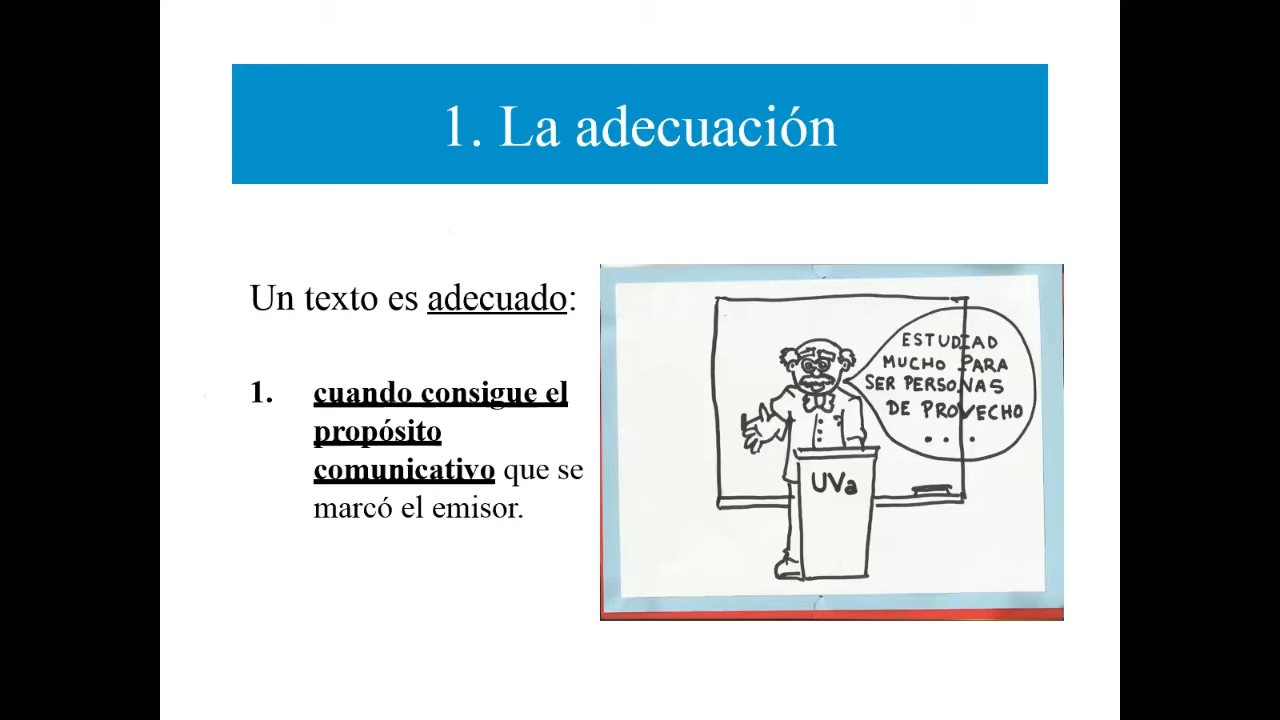 1. La adecuación
Un texto es adecuado:
1. cuando consigue el
propósito
comunicativo que se
marcó el emisor.
ESTUDIAD
MUCHO PARA
SER PERSONAS
DE PROVECHO
...
UVa